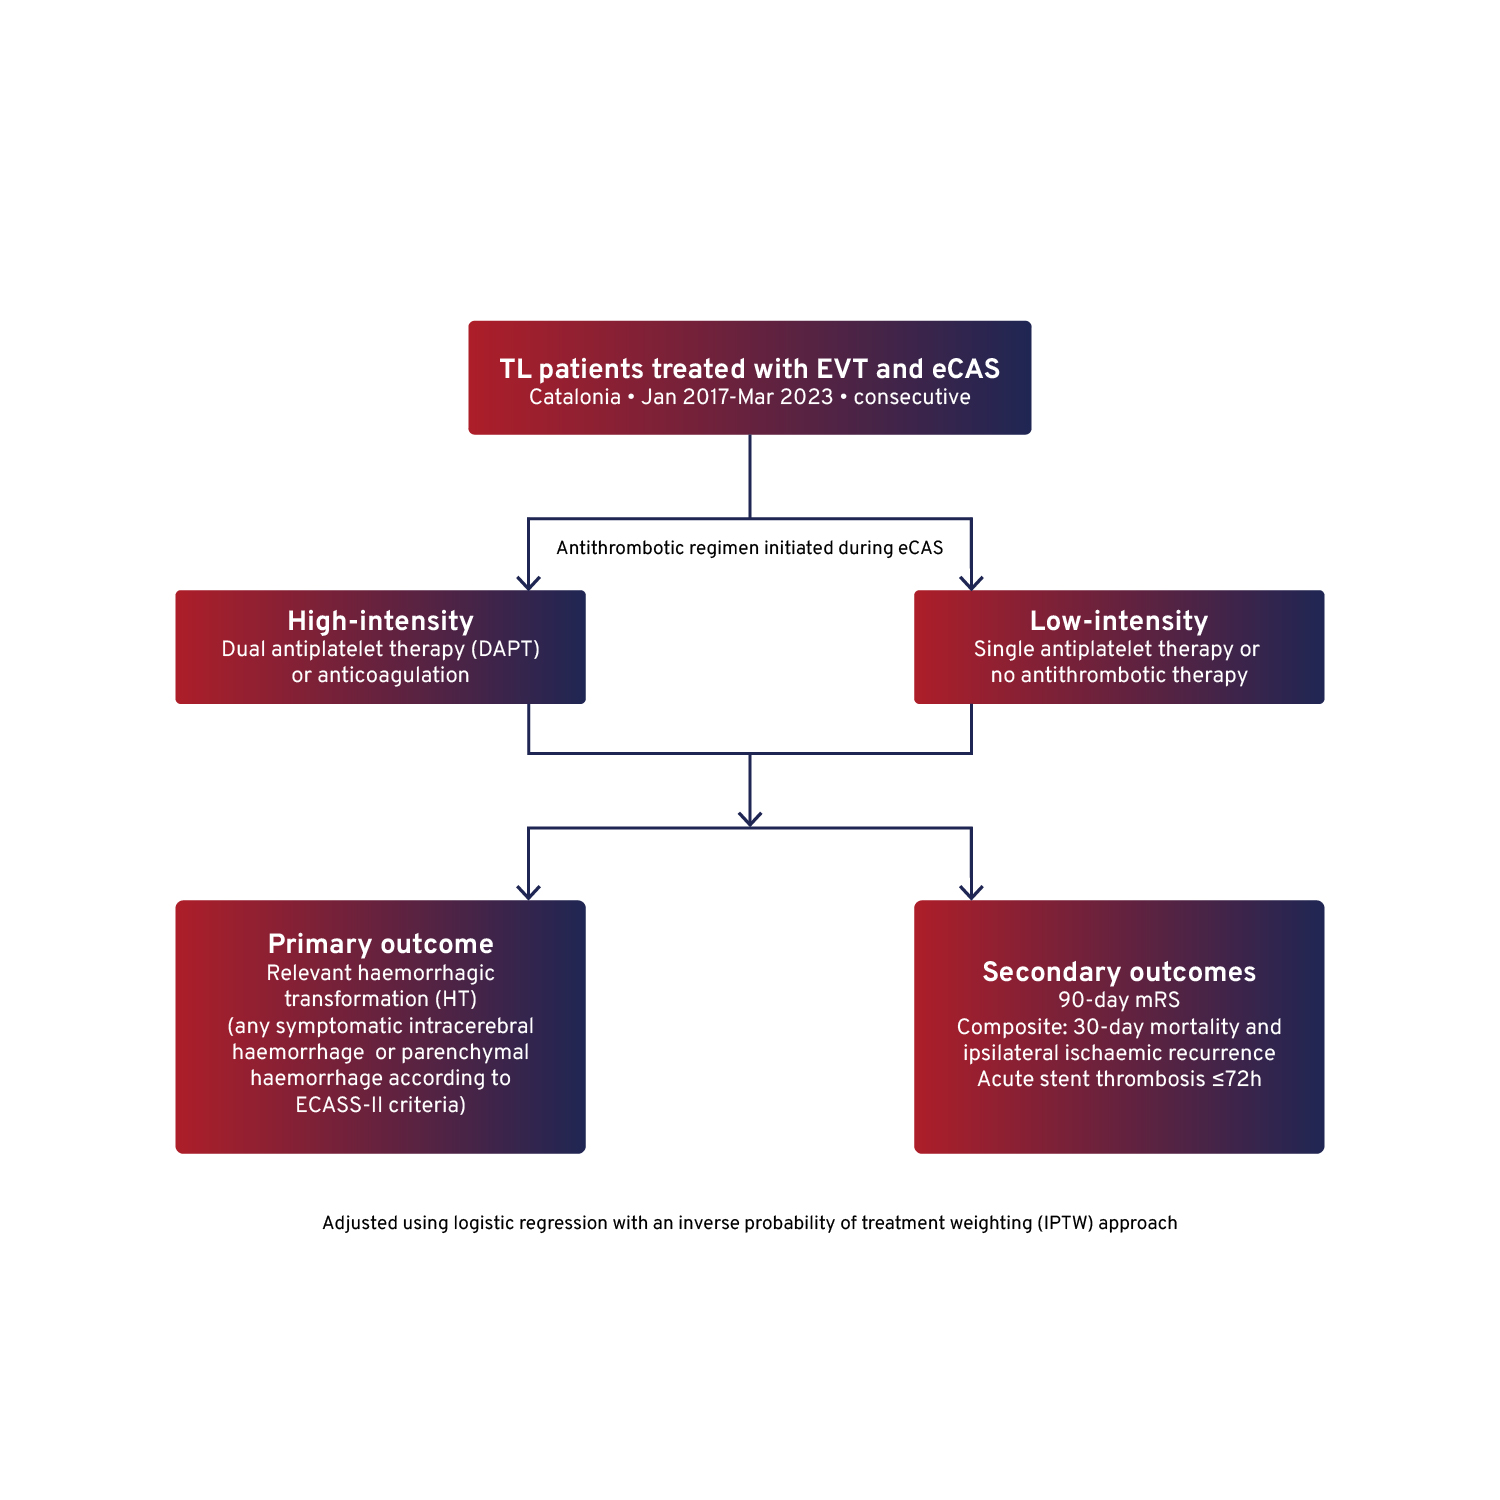 TL patients treated with EVT and eCAS
Catalonia • Jan 2017-Mar 2023 • consecutive
Antithrombotic regimen initiated during eCAS
High-intensity
Dual antiplatelet therapy (DAPT)
or anticoagulation
Low-intensity
Single antiplatelet therapy or
no antithrombotic therapy
Primary outcome
Relevant haemorrhagic
transformation (HT)
(any symptomatic intracerebral
haemorrhage or parenchymal
haemorrhage according to
ECASS-II criteria)
Secondary outcomes
90-day mRS
Composite: 30-day mortality and
ipsilateral ischaemic recurrence
Acute stent thrombosis ≤72h
Adjusted using logistic regression with an inverse probability of treatment weighting (IPTW) approach